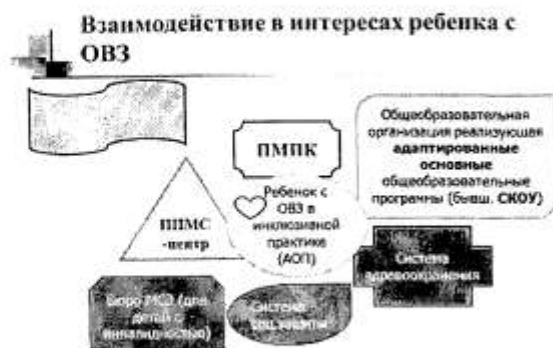 Взаимодействие в интересах ребенка с
ОВЗ
Общеобразовательная
организация реализующая
адаптированные
основные
общеобразовательные
программы (бывш. СКОУ)
ПМПК
Ребенок с
ОВЗ в
инклюзивной
практике
(АОП)
ППМС
-центр
Система
здравоохранения
Бюро МСЭ (для
детей с
инвалидностью)
Система
соц.защиты